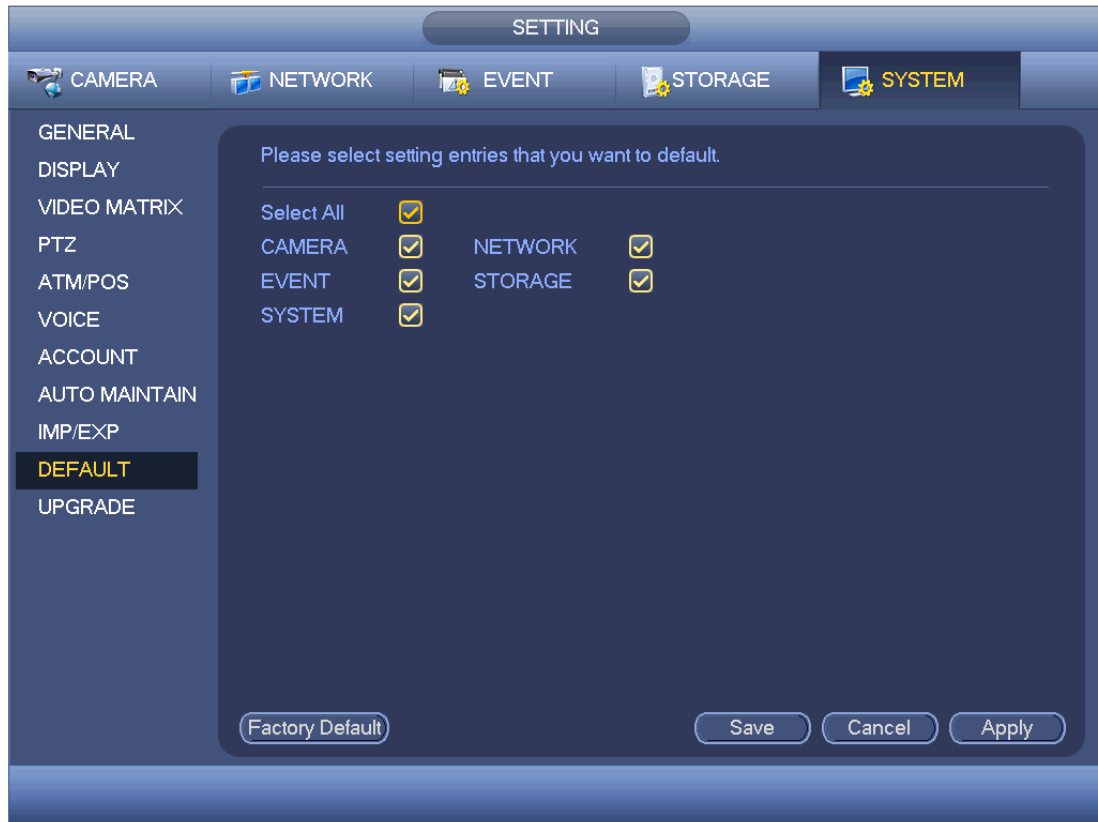 SETTING
CAMERA NETWORK EVENT STORAGE SYSTEM
GENERAL
DISPLAY
VIDEO MATRIX
PTZ
ATM/POS
VOICE
ACCOUNT
AUTO MAINTAIN
IMP/EXP
DEFAULT
UPGRADE
Please select setting entries that you want to default.
Select All
CAMERA NETWORK
EVENT STORAGE
SYSTEM
Factory Default Save Cancel Apply